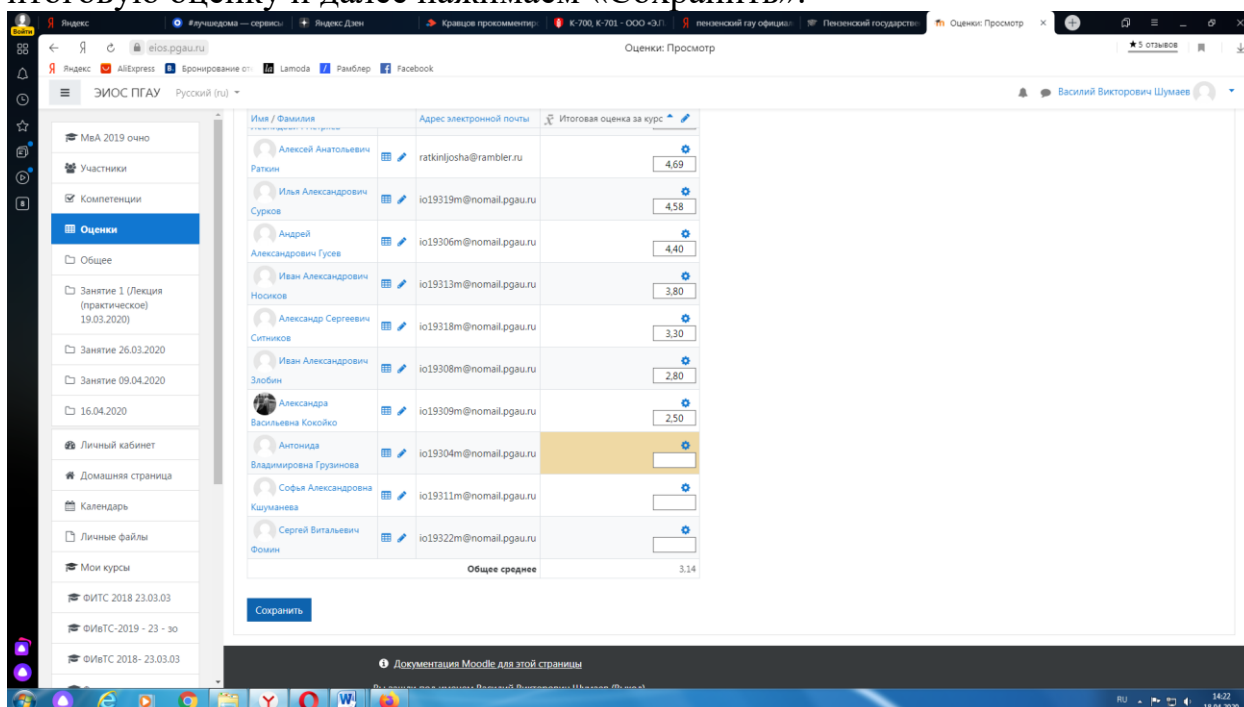 итоговую оценку и далее нажимаем «Сохранить».
Войти
Яндекс
#лучшедома — сервисы
Яндекс Дзен
Кравцов прокомментир
К-700, К-701 - ООО «ЭЛ
пензенский гау официал
Пензенский государстве
Оценки: Просмотр
eios.pgau.ru
Оценки: Просмотр
★5 отзывов
Яндекс
AliExpress
Бронирование от
Lamoda
Рамблер
Facebook
ЭИОС ПГАУ
Русский (ru)
Василий Викторович Шумаев
МвА 2019 очно
Участники
Компетенции
Оценки
Общее
Занятие 1 (Лекция
(практическое)
19.03.2020)
Занятие 26.03.2020
Занятие 09.04.2020
16.04.2020
Личный кабинет
Домашняя страница
Календарь
Личные файлы
Мои курсы
ФИТС 2018 23.03.03
ФИвТС-2019 - 23 - зо
ФИвТС 2018- 23.03.03
Имя / Фамилия Адрес электронной почты Итоговая оценка за курс
Алексей Анатольевич
Раткин
ratkinljosha@rambler.ru
4,69
Илья Александрович
Сурков
io19319m@nomail.pgau.ru
4,58
Андрей
Александрович Гусев
io19306m@nomail.pgau.ru
4,40
Иван Александрович
Носиков
io19313m@nomail.pgau.ru
3,80
Александр Сергеевич
Ситников
io19318m@nomail.pgau.ru
3,30
Иван Александрович
Злобин
io19308m@nomail.pgau.ru
2,80
Александра
Васильевна Кокойко
io19309m@nomail.pgau.ru
2,50
Антонида
Владимировна Грузинова
io19304m@nomail.pgau.ru
Софья Александровна
Кшуманева
io19311m@nomail.pgau.ru
Сергей Витальевич
Фомин
io19322m@nomail.pgau.ru
Общее среднее 3,14
Сохранить
Документация Moodle для этой страницы
RU
14:22